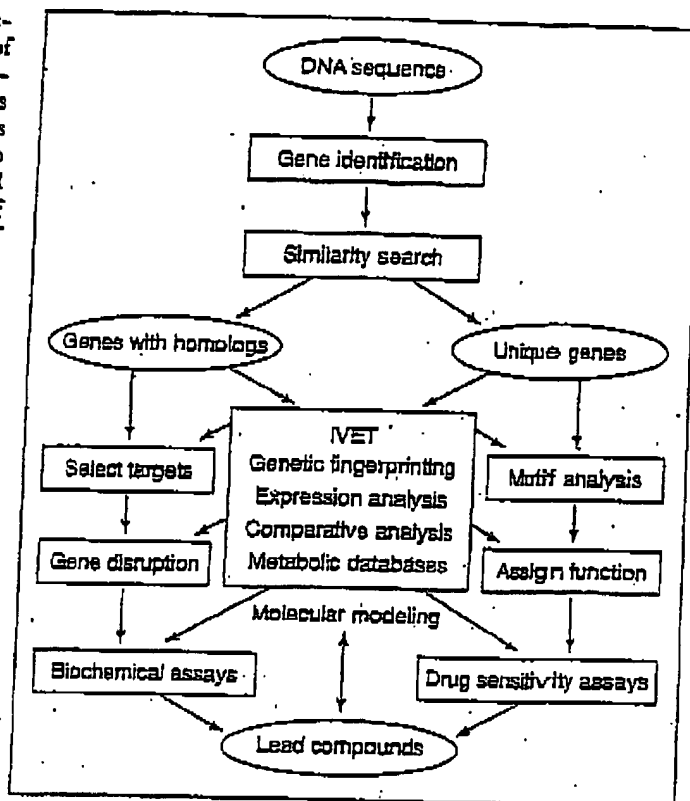 of
DNA sequence
Gene identification
Similarity search
Genes with homologs
Unique genes
IVET
Genetic fingerprinting
Expression analysis
Comparative analysis
Metabolic databases
Select targets
Motif analysis
Gene disruption
Assign function
Molecular modeling
Biochemical assays
Drug sensitivity assays
Lead compounds